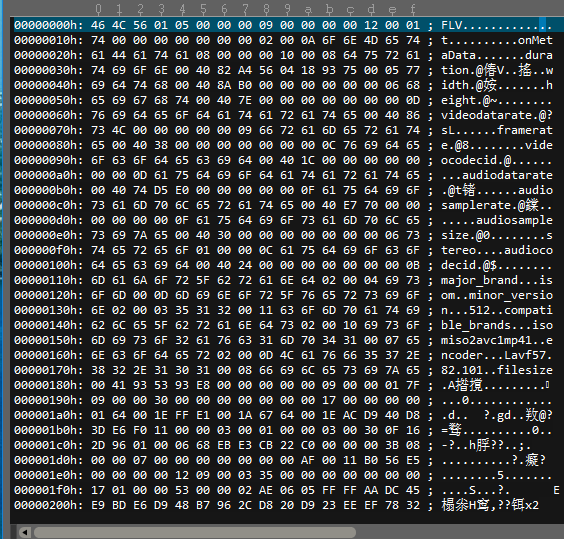 0 1 2 3 4 5 6 7 8 9 a b c d e f
00000000h: 46 4C 56 01 05 00 00 00 09 00 00 00 00 12 00 01 ; FLV.............
00000010h: 74 00 00 00 00 00 00 00 02 00 0A 6F 6E 4D 65 74 ; t..........onMet
00000020h: 61 44 61 74 61 08 00 00 00 10 00 08 64 75 72 61 ; aData.......dura
00000030h: 74 69 6F 6E 00 40 82 A4 56 04 18 93 75 00 05 77 ; tion.@偆V..搖..w
00000040h: 69 64 74 68 00 40 8A B0 00 00 00 00 00 00 06 68 ; idth.@姲.......h
00000050h: 65 69 67 68 74 00 40 7E 00 00 00 00 00 00 00 0D ; eight.@~........
00000060h: 76 69 64 65 6F 64 61 74 61 72 61 74 65 00 40 86 ; videodatarate.@?
00000070h: 73 4C 00 00 00 00 00 09 66 72 61 6D 65 72 61 74 ; sL......framerat
00000080h: 65 00 40 38 00 00 00 00 00 00 0C 76 69 64 65 ; e.@8.......vide
00000090h: 6F 63 6F 64 65 63 69 64 00 40 1C 00 00 00 00 00 ; ocodecid.@......
000000a0h: 00 00 0D 61 75 64 69 6F 64 61 74 61 72 61 74 65 ; ...audiodatarate
000000b0h: 00 40 74 D5 E0 00 00 00 00 00 0F 61 75 64 69 6F ; .@t锗......audio
000000c0h: 73 61 6D 70 6C 65 72 61 74 65 00 40 E7 70 00 00 ; samplerate.@鐿..
000000d0h: 00 00 00 00 0F 61 75 64 69 6F 73 61 6D 70 6C 65 ; .....audiosample
000000e0h: 73 69 7A 65 00 40 30 00 00 00 00 00 00 00 06 73 ; size.@0........s
000000f0h: 74 65 72 65 6F 01 01 00 0C 61 75 64 69 6F 63 6F ; tereo....audioco
00000100h: 64 65 63 69 64 00 40 24 00 00 00 00 00 00 00 0B ; decid.@$........
00000110h: 6D 61 6A 6F 72 5F 62 72 61 6E 64 02 00 04 69 73 ; major_brand...is
00000120h: 6F 6D 00 0D 6D 69 6E 6F 72 5F 76 65 72 73 69 6F ; om..minor_versio
00000130h: 6E 02 00 03 35 31 32 00 11 63 6F 6D 70 61 74 69 ; n...512..compati
00000140h: 62 6C 65 5F 62 72 61 6E 64 73 02 00 10 69 73 6F ; ble_brands...iso
00000150h: 6D 69 73 6F 32 61 76 63 31 6D 70 34 31 00 07 65 ; miso2avc1mp41..e
00000160h: 6E 63 6F 64 65 72 02 00 0D 4C 61 76 66 35 37 2E ; ncoder...Lavf57.
00000170h: 38 32 2E 31 30 31 00 08 66 69 6C 65 73 69 7A 65 ; 82.101..filesize
00000180h: 00 41 93 53 93 E8 00 00 00 00 00 00 09 00 00 01 7F
00000190h: 09 00 00 30 00 00 00 00 00 00 00 17 00 00 00 00 ; ...0............
000001a0h: 01 64 00 1E FF E1 00 1A 67 64 00 1E AC D9 40 D8
000001b0h: 3D E6 F0 11 00 00 03 00 01 00 00 03 00 30 0F 16
000001c0h: 2D 96 01 00 06 68 EB E3 CB 22 C0 00 00 00 3B 08
000001d0h: 00 00 07 00 00 00 00 00 00 00 AF 00 11 B0 56 E5
000001e0h: 00 00 00 00 12 09 00 03 35 00 00 00 00 00 00 00 ; ........5.......
000001f0h: 17 01 00 00 53 00 00 00 02 AE 06 05 FF FF AA DC 45
00000200h: E9 BD E6 D9 48 B7 96 2C D8 20 D9 23 EE EF 78 32